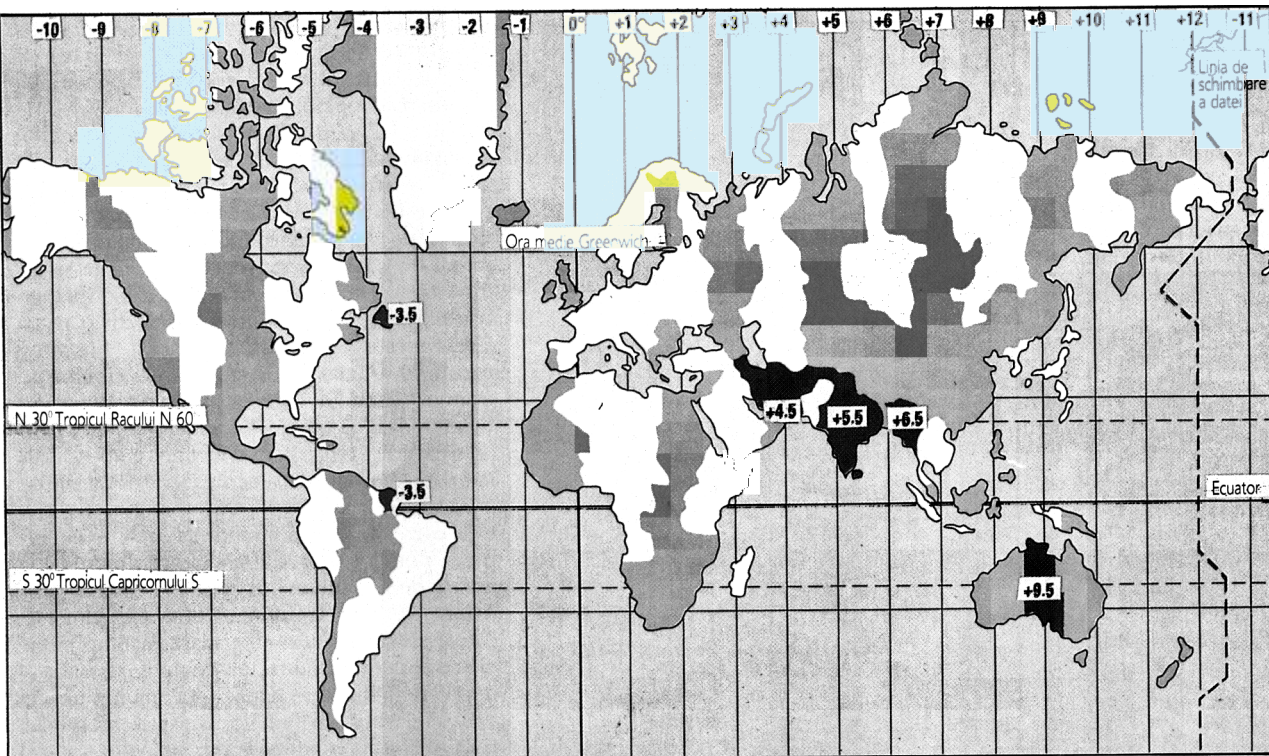 -10 -9 -8 -7 -6 -5 -4 -3 -2 -1 0° +1 +2 +3 +4 +5 +6 +7 +8 +9 +10 +11 +12 -11
Linia de
schimbare
a datei
Ora medie Greenwich
-3.5
N 30° Tropicul Racului N 60
+4.5
+5.5
+6.5
-3.5
Ecuator
S 30° Tropicul Capricornului S
+9.5